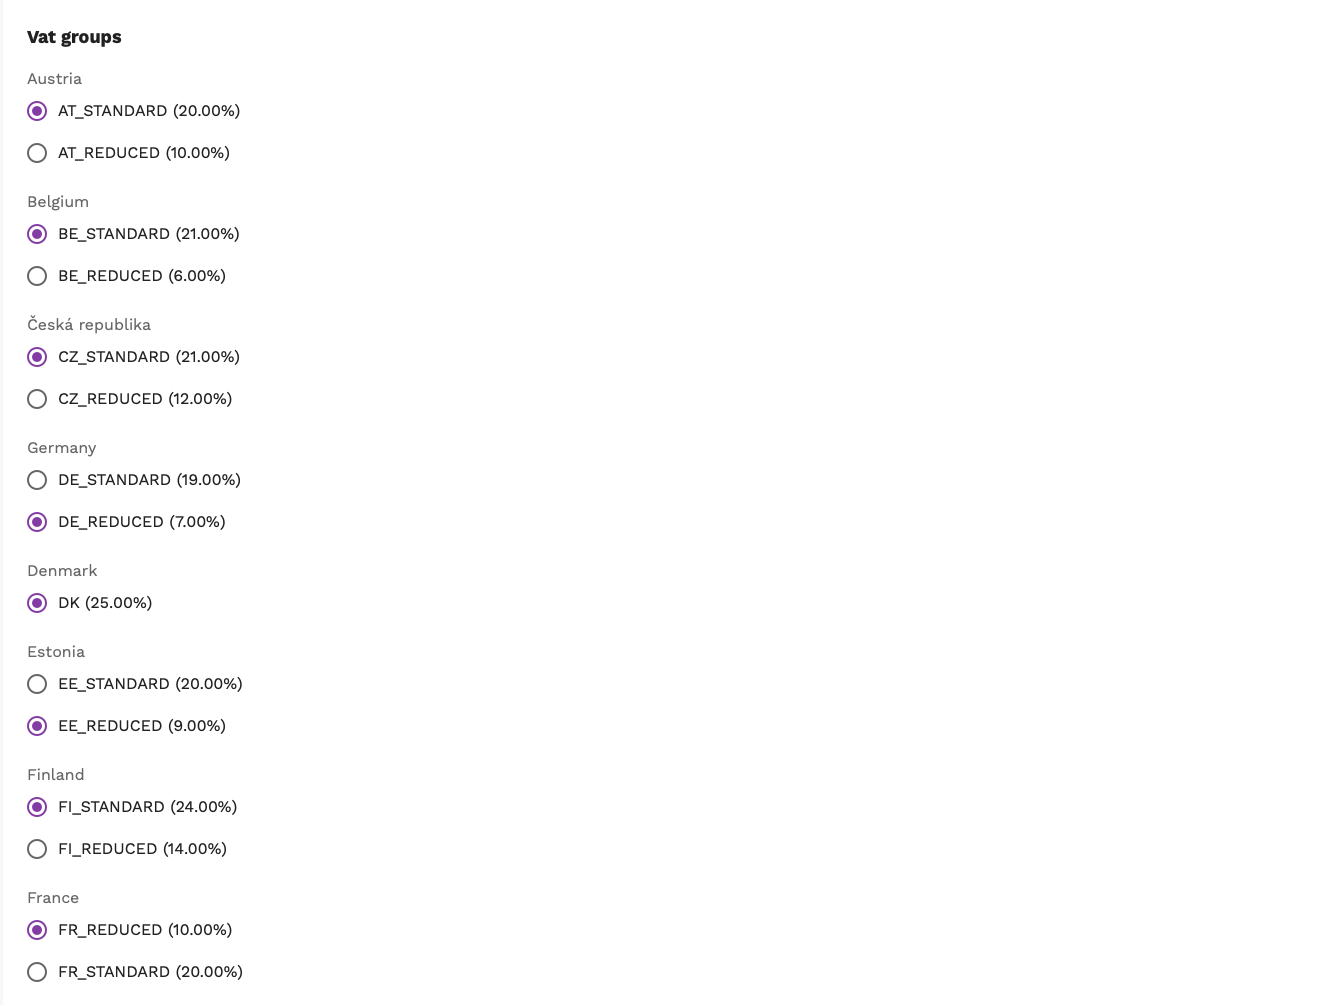 Vat groups
Austria
AT_STANDARD (20.00%)
AT_REDUCED (10.00%)
Belgium
BE_STANDARD (21.00%)
BE_REDUCED (6.00%)
Česká republika
CZ_STANDARD (21.00%)
CZ_REDUCED (12.00%)
Germany
DE_STANDARD (19.00%)
DE_REDUCED (7.00%)
Denmark
DK (25.00%)
Estonia
EE_STANDARD (20.00%)
EE_REDUCED (9.00%)
Finland
FI_STANDARD (24.00%)
FI_REDUCED (14.00%)
France
FR_REDUCED (10.00%)
FR_STANDARD (20.00%)